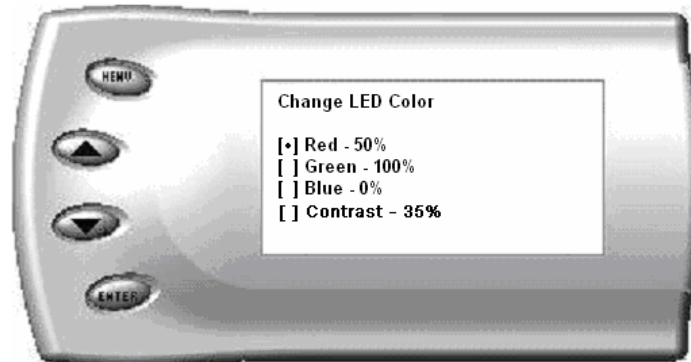 MENU
Change LED Color
[•] Red - 50%
[ ] Green - 100%
[ ] Blue - 0%
[ ] Contrast – 35%
ENTER